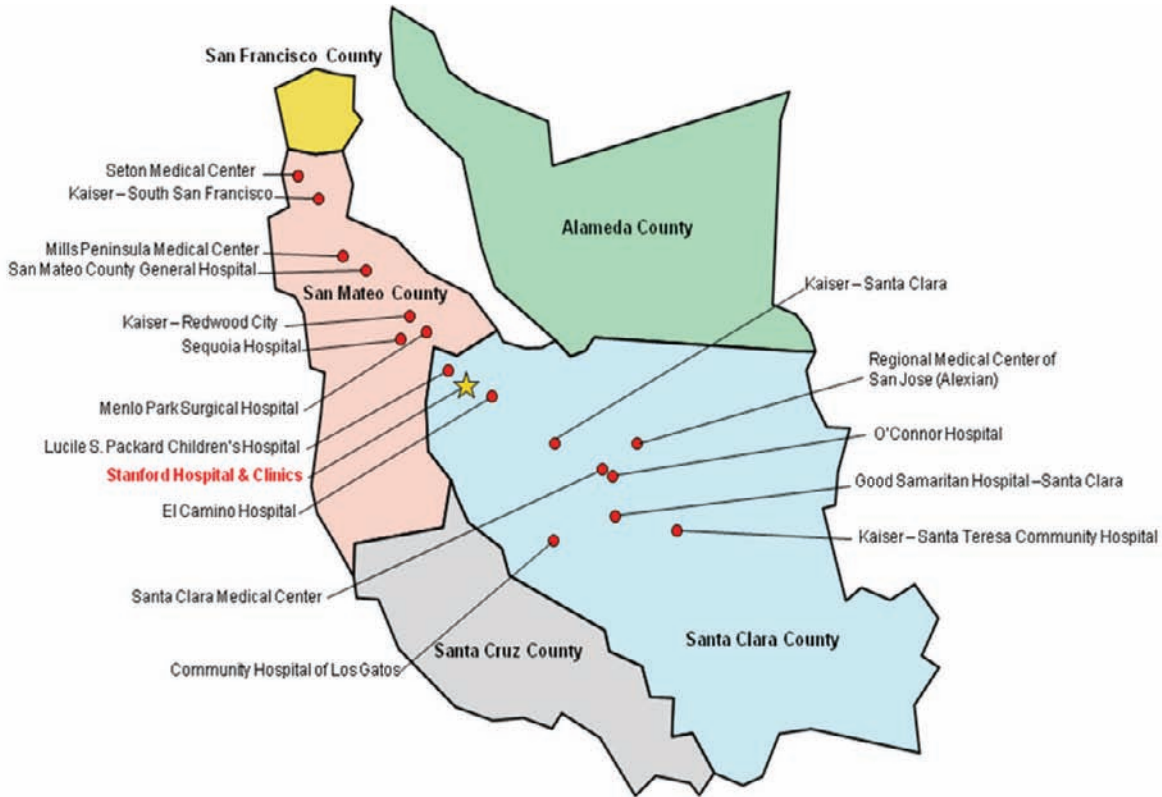 San Francisco County
Seton Medical Center
Kaiser – South San Francisco
Alameda County
Mills Peninsula Medical Center
San Mateo County General Hospital
Kaiser – Santa Clara
San Mateo County
Kaiser – Redwood City
Sequoia Hospital
Regional Medical Center of
San Jose (Alexian)
Menlo Park Surgical Hospital
O'Connor Hospital
Lucile S. Packard Children's Hospital
Stanford Hospital & Clinics
Good Samaritan Hospital –Santa Clara
El Camino Hospital
Kaiser – Santa Teresa Community Hospital
Santa Clara Medical Center
Santa Clara County
Santa Cruz County
Community Hospital of Los Gatos